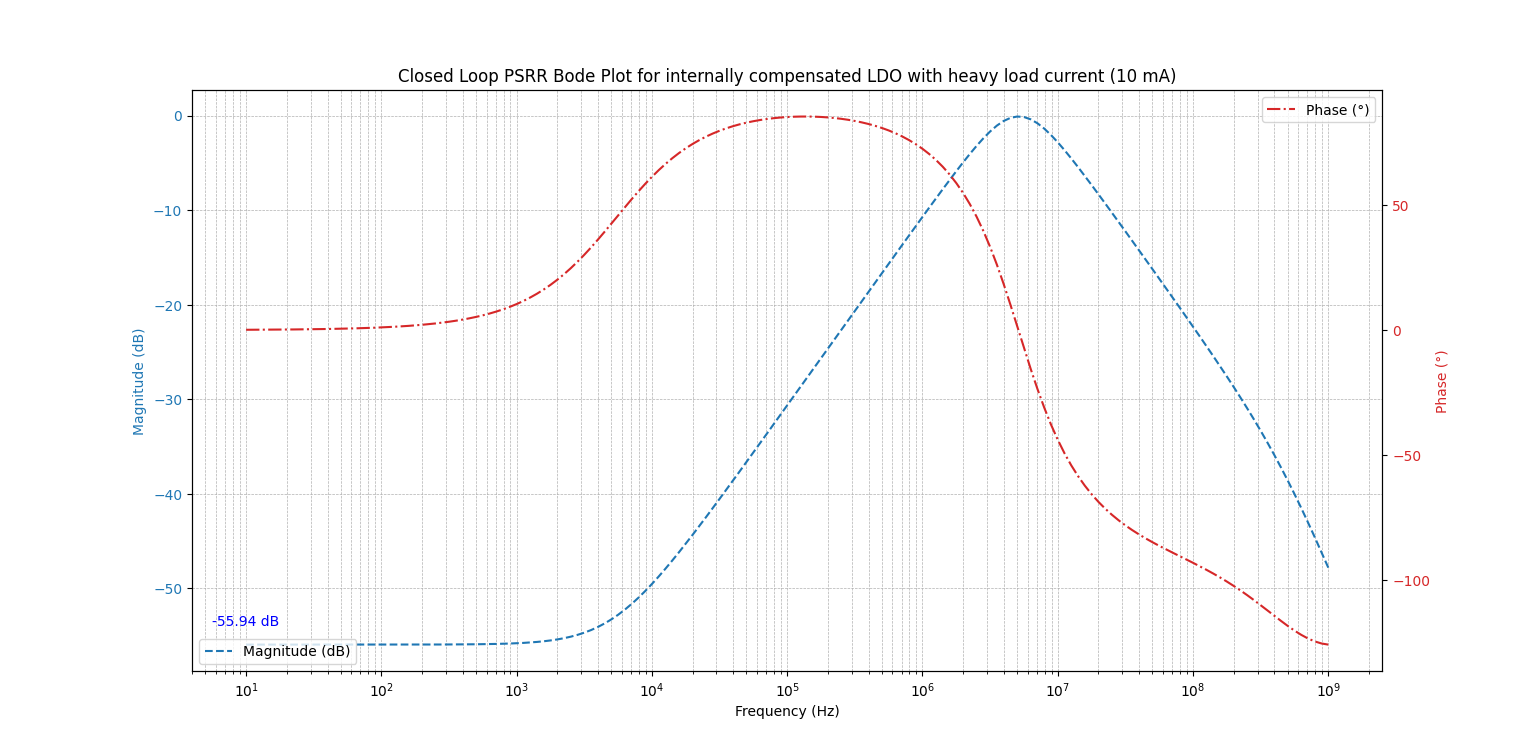 Closed Loop PSRR Bode Plot for internally compensated LDO with heavy load current (10 mA)
Phase (°)
0
−10
−20
−30
−40
−50
Magnitude (dB)
50
0
−50
−100
Phase (°)
-55.94 dB
Magnitude (dB)
10¹ 10² 10³ 10⁴ 10⁵ 10⁶ 10⁷ 10⁸ 10⁹
Frequency (Hz)